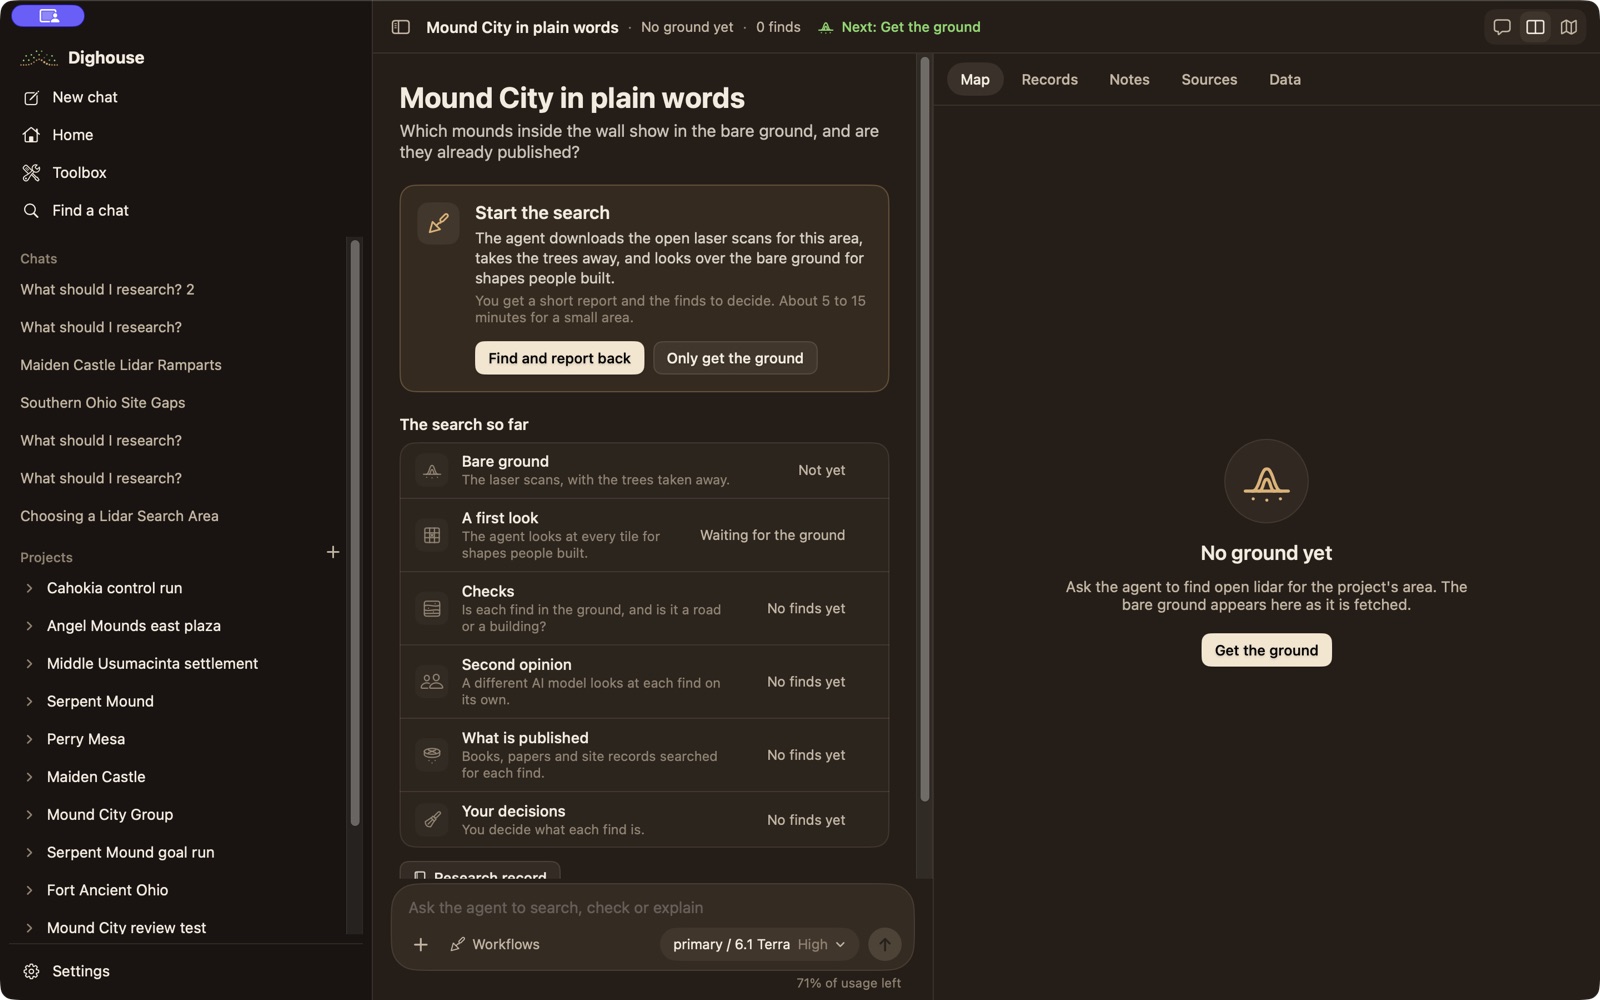 Dighouse
New chat
Home
Toolbox
Find a chat
Chats
What should I research? 2
What should I research?
Maiden Castle Lidar Ramparts
Southern Ohio Site Gaps
What should I research?
What should I research?
Choosing a Lidar Search Area
Projects
Cahokia control run
Angel Mounds east plaza
Middle Usumacinta settlement
Serpent Mound
Perry Mesa
Maiden Castle
Mound City Group
Serpent Mound goal run
Fort Ancient Ohio
Mound City review test
Settings
Mound City in plain words · No ground yet · 0 finds Next: Get the ground
Mound City in plain words
Which mounds inside the wall show in the bare ground, and are
they already published?
Start the search
The agent downloads the open laser scans for this area,
takes the trees away, and looks over the bare ground for
shapes people built.
You get a short report and the finds to decide. About 5 to 15
minutes for a small area.
Find and report back
Only get the ground
The search so far
Bare ground
The laser scans, with the trees taken away.
Not yet
A first look
The agent looks at every tile for
shapes people built.
Waiting for the ground
Checks
Is each find in the ground, and is it a road
or a building?
No finds yet
Second opinion
A different AI model looks at each find on
its own.
No finds yet
What is published
Books, papers and site records searched
for each find.
No finds yet
Your decisions
You decide what each find is.
No finds yet
Research record
Ask the agent to search, check or explain
Workflows
primary / 6.1 Terra High
71% of usage left
Map
Records
Notes
Sources
Data
No ground yet
Ask the agent to find open lidar for the project's area. The
bare ground appears here as it is fetched.
Get the ground